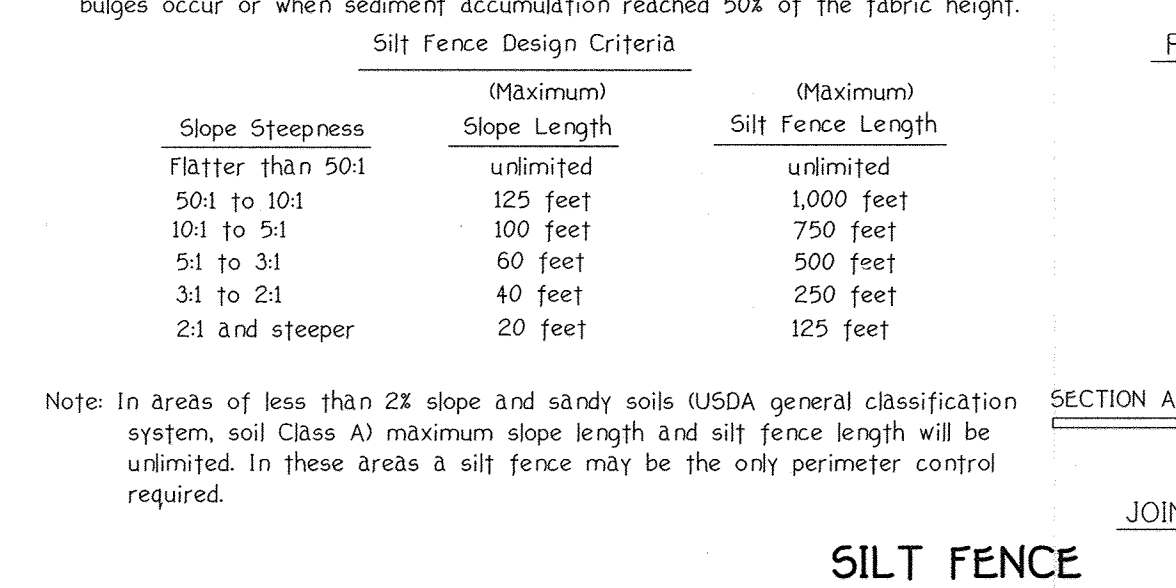 bulges occur or when sediment accumulation reached 50% of the fabric height.
Silt Fence Design Criteria
(Maximum) (Maximum)
Slope Steepness Slope Length Silt Fence Length
Flatter than 50:1 unlimited unlimited
50:1 to 10:1 125 feet 1,000 feet
10:1 to 5:1 100 feet 750 feet
5:1 to 3:1 60 feet 500 feet
3:1 to 2:1 40 feet 250 feet
2:1 and steeper 20 feet 125 feet
Note: In areas of less than 2% slope and sandy soils (USDA general classification
system, soil Class A) maximum slope length and silt fence length will be
unlimited. In these areas a silt fence may be the only perimeter control
required.
SECTION A
SILT FENCE